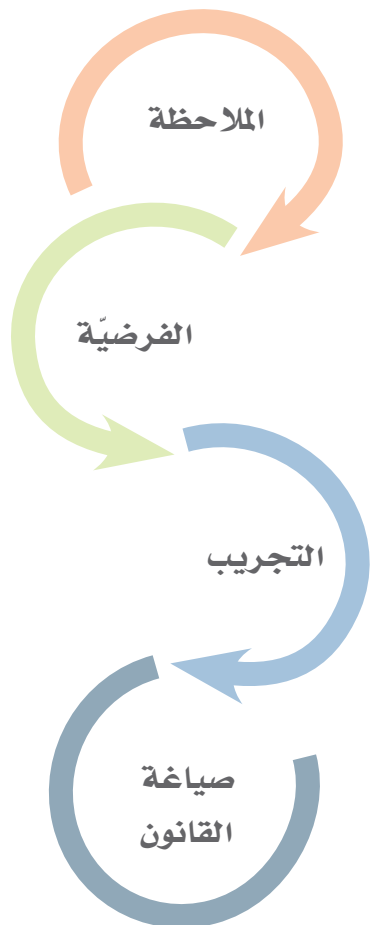 الملاحظة
الفرضيّة
التجريب
صياغة
القانون